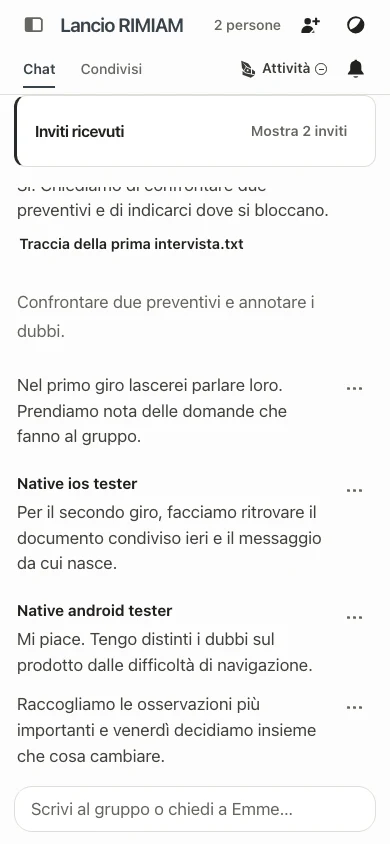 Lancio RIMIAM
2 persone
Chat
Condivisi
Attività
Inviti ricevuti
Mostra 2 inviti
Sì. Chiediamo di confrontare due
preventivi e di indicarci dove si bloccano.
Traccia della prima intervista.txt
Confrontare due preventivi e annotare i
dubbi.
Nel primo giro lascerei parlare loro.
Prendiamo nota delle domande che
fanno al gruppo.
Native ios tester
Per il secondo giro, facciamo ritrovare il
documento condiviso ieri e il messaggio
da cui nasce.
Native android tester
Mi piace. Tengo distinti i dubbi sul
prodotto dalle difficoltà di navigazione.
Raccogliamo le osservazioni più
importanti e venerdì decidiamo insieme
che cosa cambiare.
Scrivi al gruppo o chiedi a Emme...